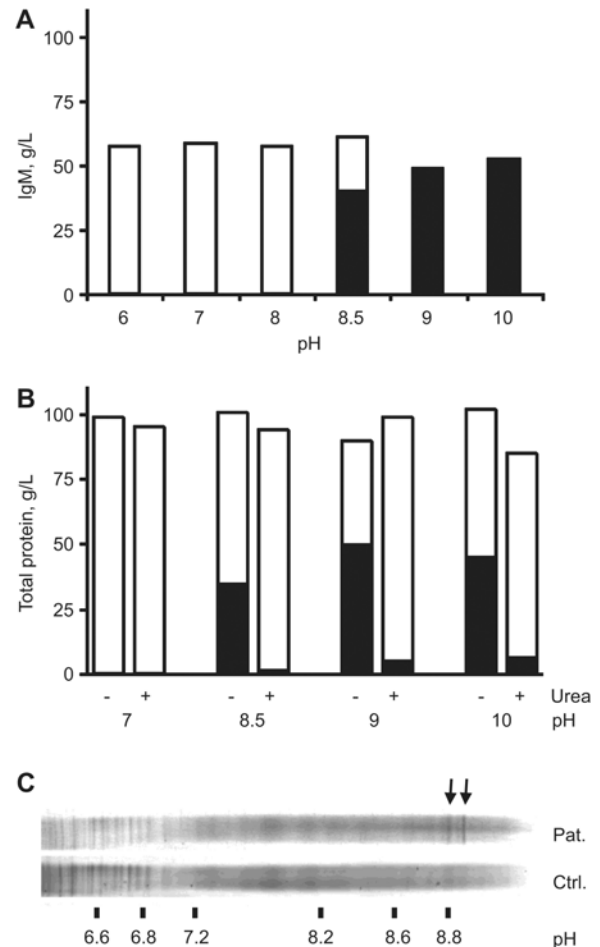 A
100
75
50
25
0
IgM, g/L
6 7 8 8.5 9 10
pH
B
100
75
50
25
0
Total protein, g/L
- + - + - + - + Urea
7 8.5 9 10 pH
C
Pat.
Ctrl.
6.6 6.8 7.2 8.2 8.6 8.8 pH